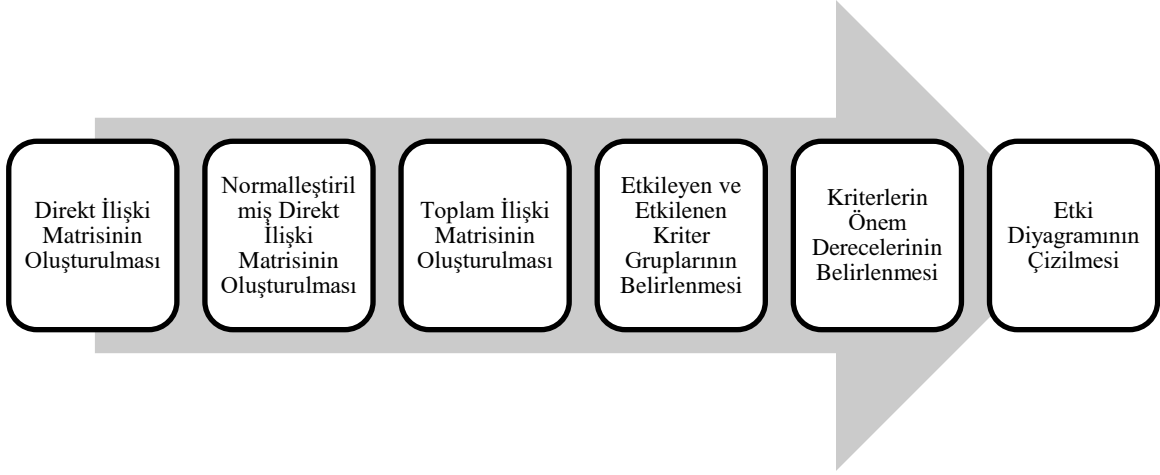 Direkt İlişki
Matrisinin
Oluşturulması
Normalleştiril
miş Direkt
İlişki
Matrisinin
Oluşturulması
Toplam İlişki
Matrisinin
Oluşturulması
Etkileyen ve
Etkilenen
Kriter
Gruplarının
Belirlenmesi
Kriterlerin
Önem
Derecelerinin
Belirlenmesi
Etki
Diyagramının
Çizilmesi